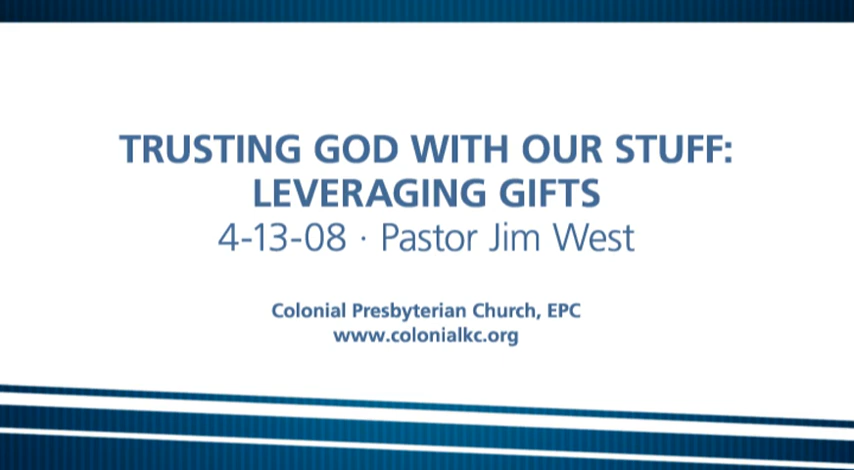 TRUSTING GOD WITH OUR STUFF:
LEVERAGING GIFTS
4-13-08 · Pastor Jim West
Colonial Presbyterian Church, EPC
www.colonialkc.org